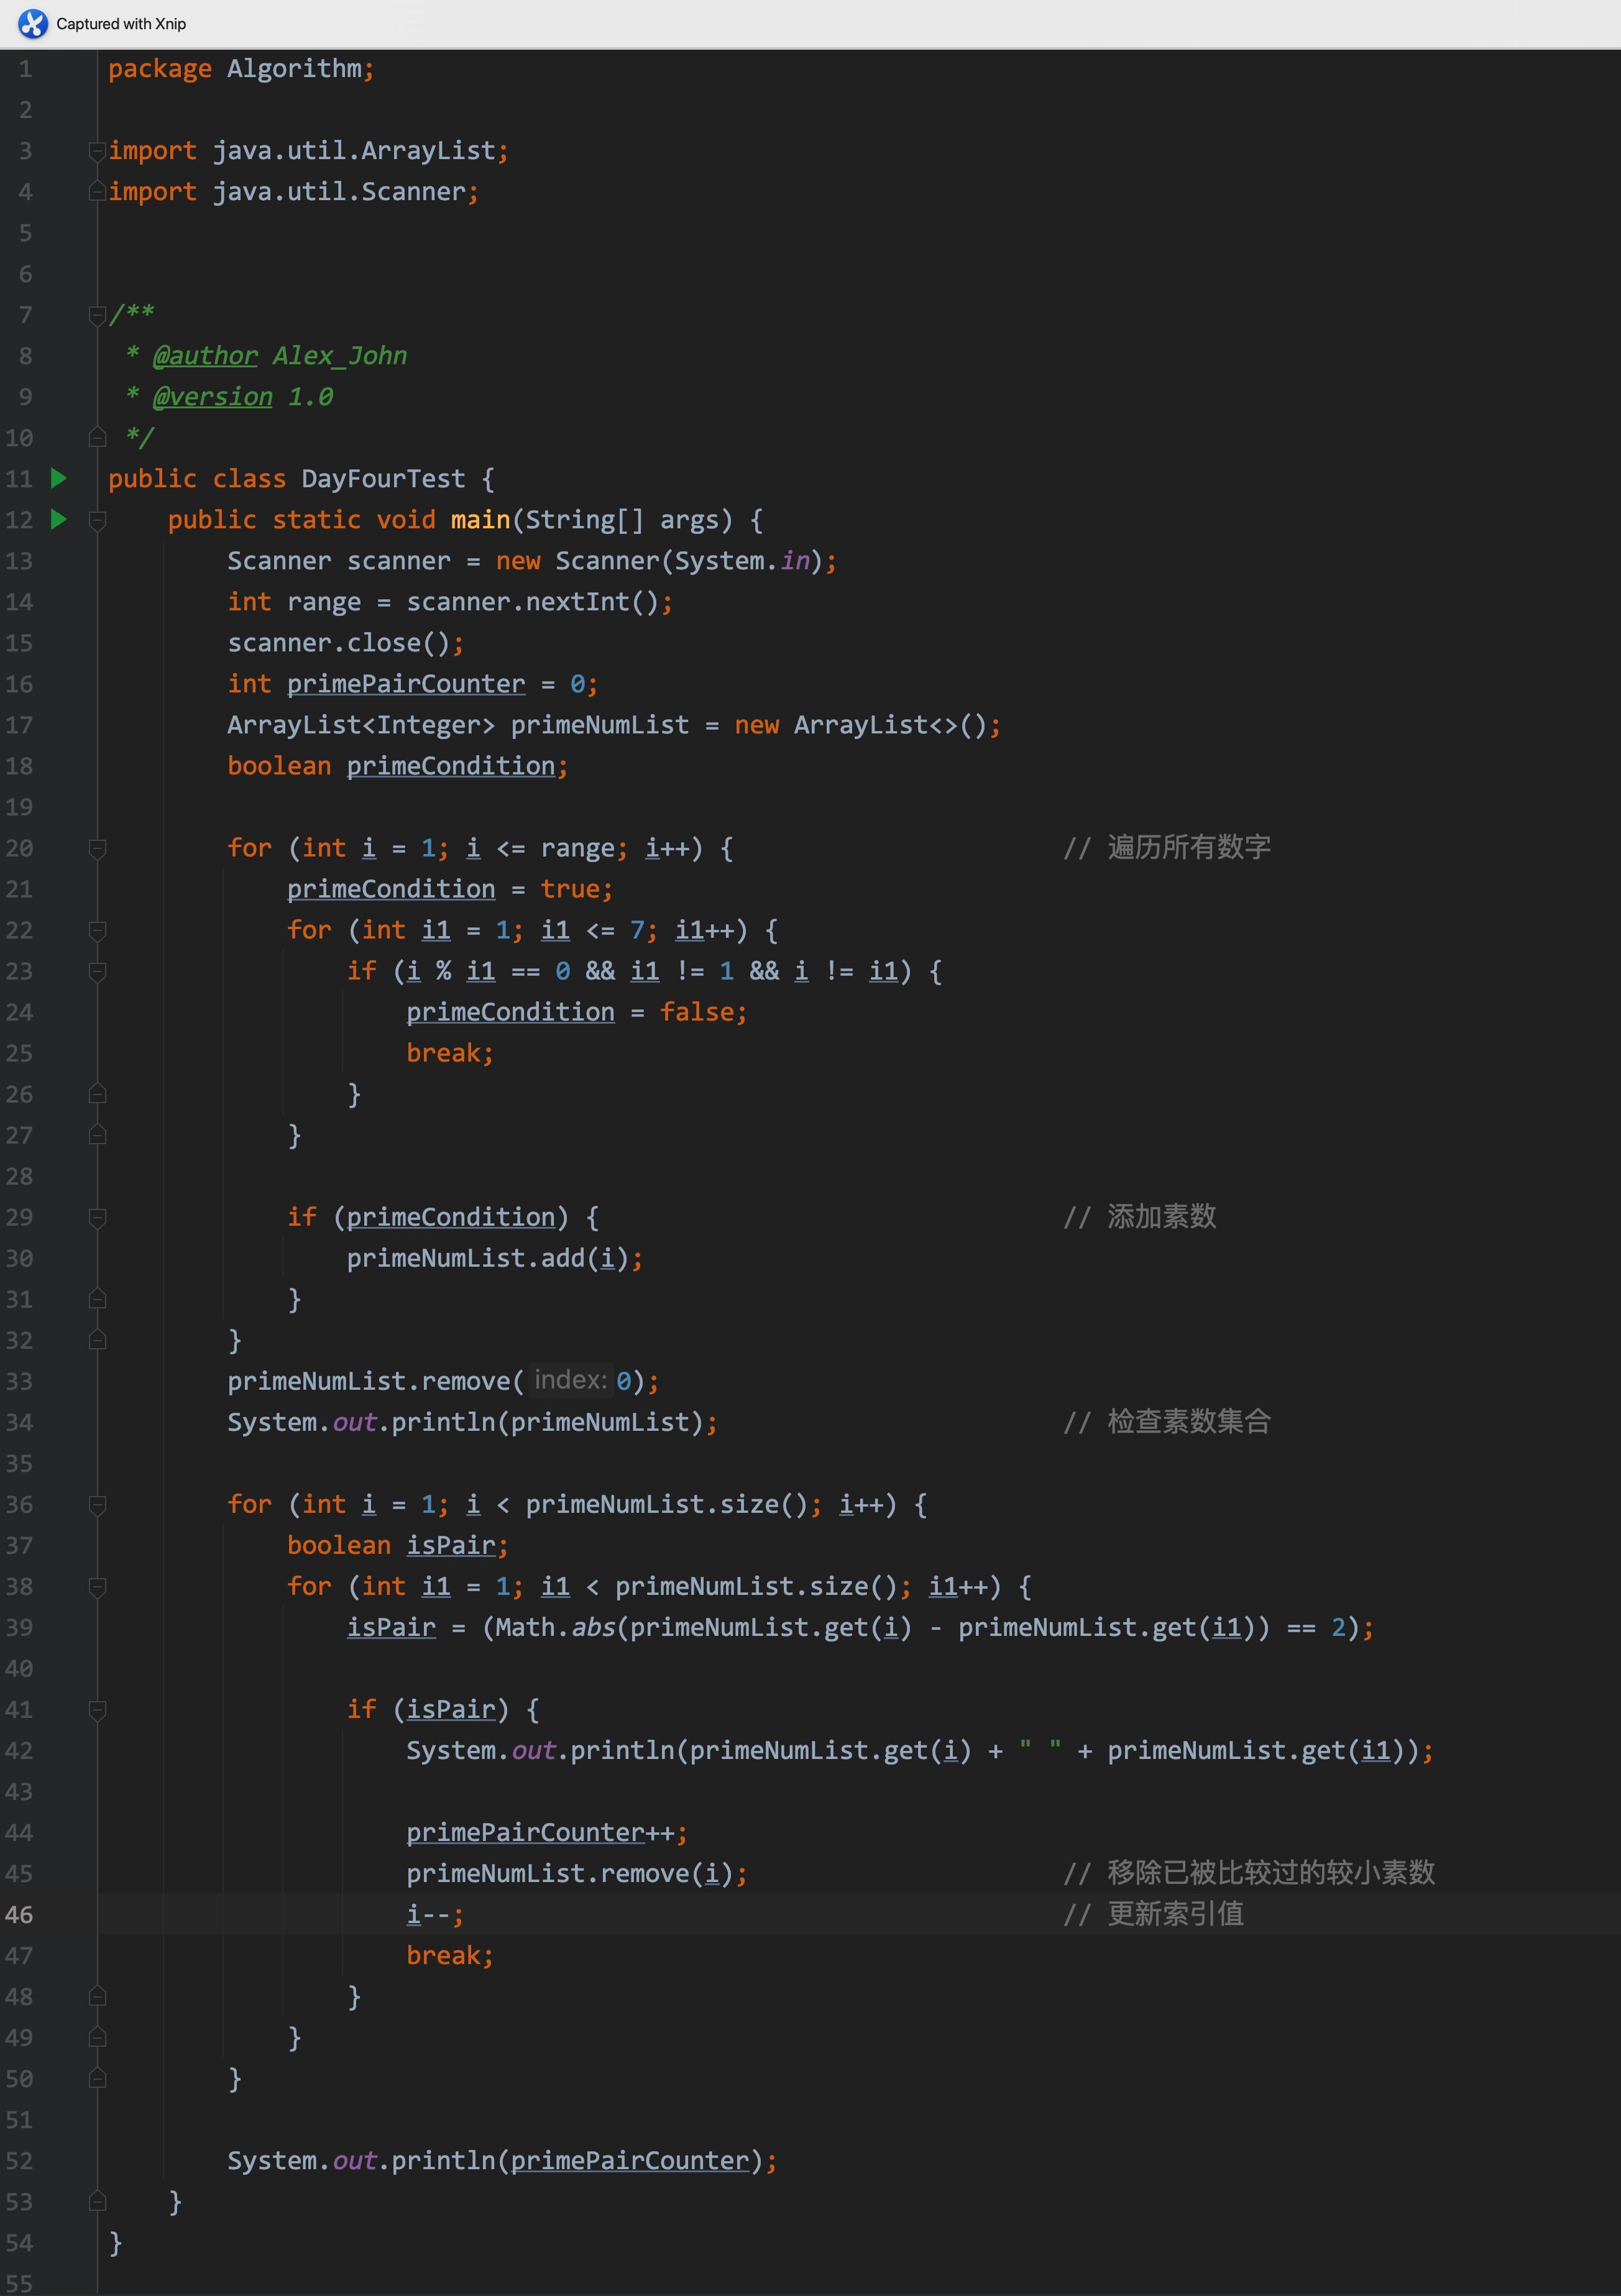 Captured with Xnip
1 package Algorithm;
2
3 import java.util.ArrayList;
4 import java.util.Scanner;
5
6
7 /**
8  * @author Alex_John
9  * @version 1.0
10  */
11 public class DayFourTest {
12     public static void main(String[] args) {
13         Scanner scanner = new Scanner(System.in);
14         int range = scanner.nextInt();
15         scanner.close();
16         int primePairCounter = 0;
17         ArrayList<Integer> primeNumList = new ArrayList<>();
18         boolean primeCondition;
19
20         for (int i = 1; i <= range; i++) {                      // 遍历所有数字
21             primeCondition = true;
22             for (int i1 = 1; i1 <= 7; i1++) {
23                 if (i % i1 == 0 && i1 != 1 && i != i1) {
24                     primeCondition = false;
25                     break;
26                 }
27             }
28
29             if (primeCondition) {                               // 添加素数
30                 primeNumList.add(i);
31             }
32         }
33         primeNumList.remove( index: 0);
34         System.out.println(primeNumList);                       // 检查素数集合
35
36         for (int i = 1; i < primeNumList.size(); i++) {
37             boolean isPair;
38             for (int i1 = 1; i1 < primeNumList.size(); i1++) {
39                 isPair = (Math.abs(primeNumList.get(i) - primeNumList.get(i1)) == 2);
40
41                 if (isPair) {
42                     System.out.println(primeNumList.get(i) + " " + primeNumList.get(i1));
43
44                     primePairCounter++;
45                     primeNumList.remove(i);                     // 移除已被比较过的较小素数
46                     i--;                                        // 更新索引值
47                     break;
48                 }
49             }
50         }
51
52         System.out.println(primePairCounter);
53     }
54 }
55